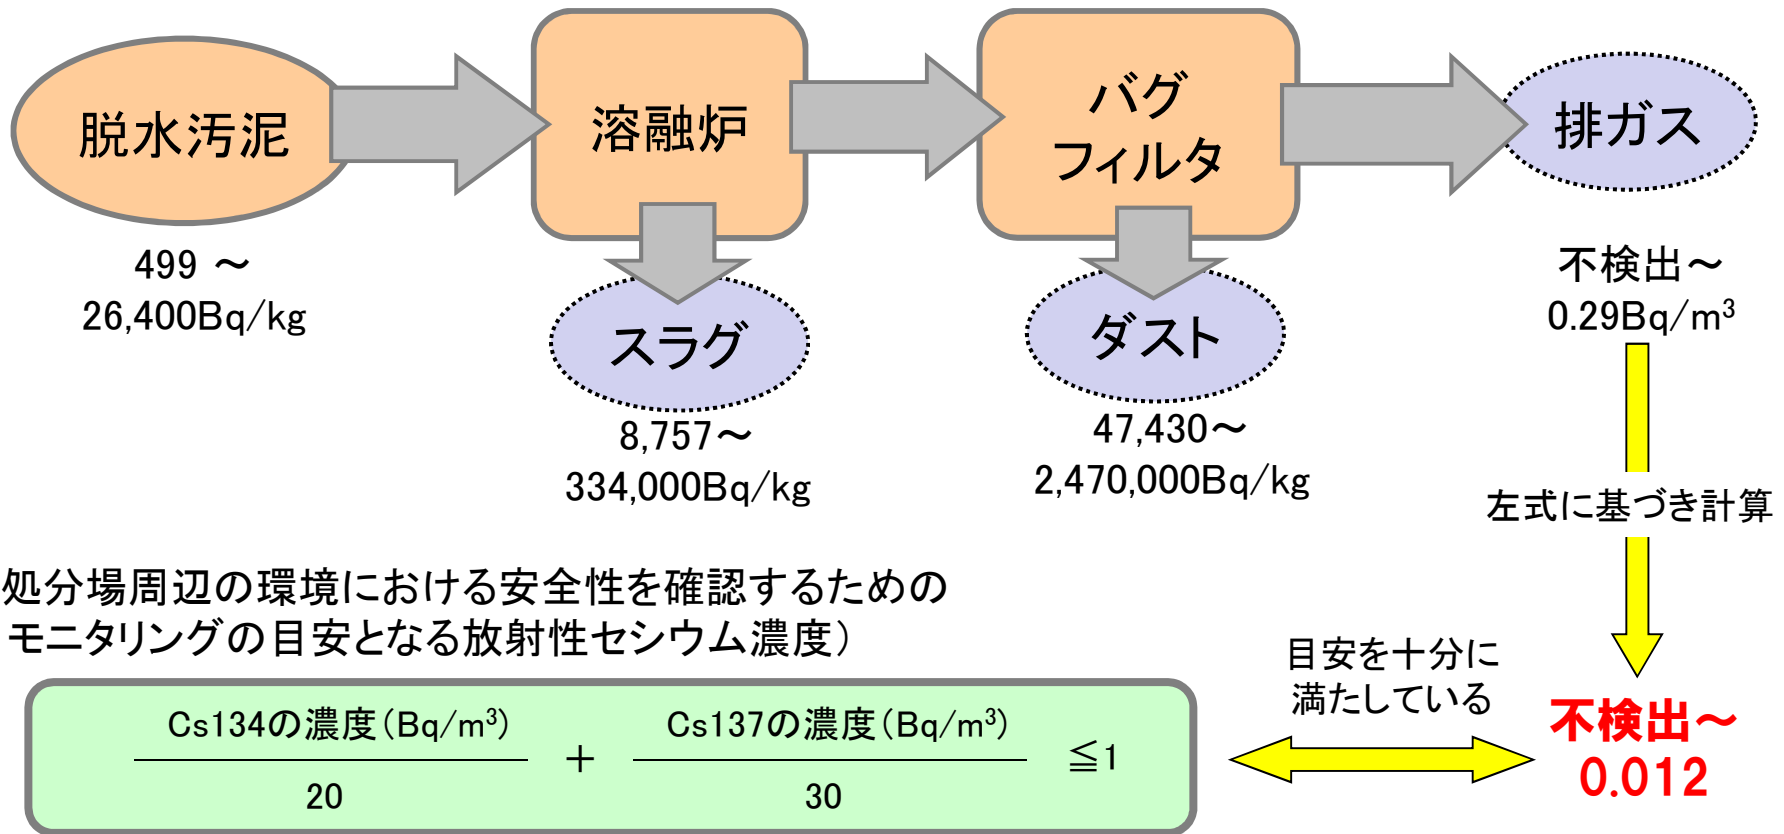 脱水汚泥
溶融炉
バグ
フィルタ
排ガス
499 ～
26,400Bq/kg
スラグ
8,757～
334,000Bq/kg
ダスト
47,430～
2,470,000Bq/kg
不検出～
0.29Bq/m³
左式に基づき計算
処分場周辺の環境における安全性を確認するための
モニタリングの目安となる放射性セシウム濃度）
Cs134の濃度（Bq/m³）
20
＋
Cs137の濃度（Bq/m³）
30
≦1
目安を十分に
満たしている
不検出～
0.012